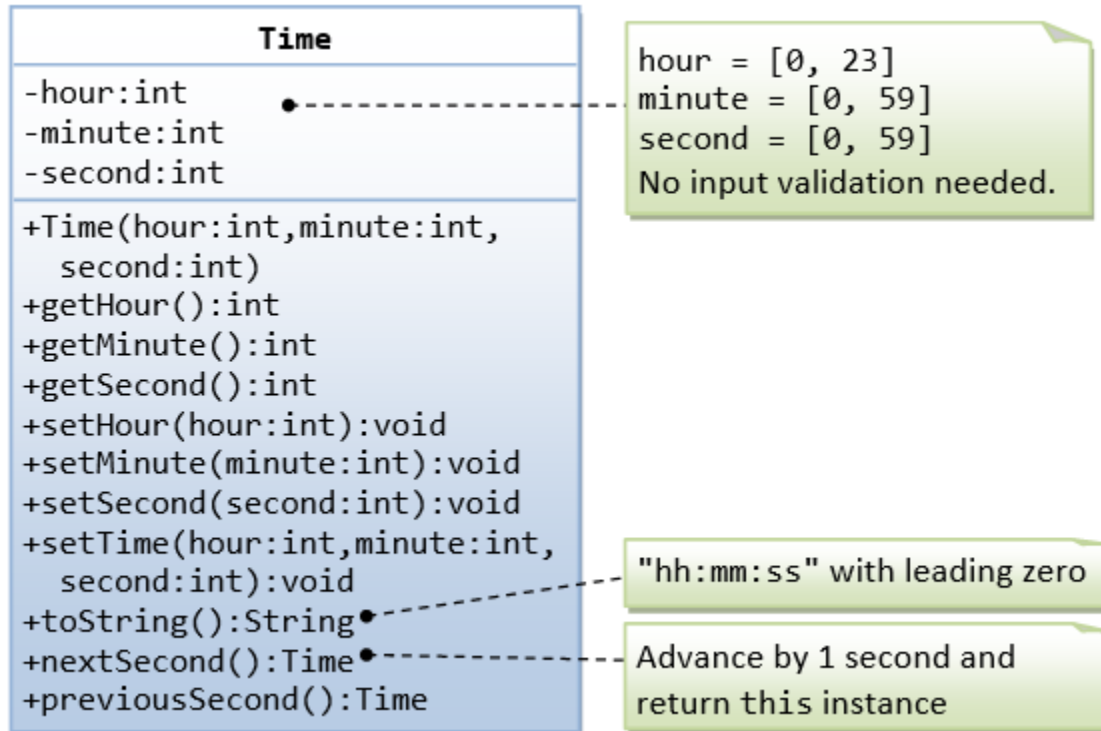 Time
-hour:int
-minute:int
-second:int
+Time(hour:int,minute:int,
second:int)
+getHour():int
+getMinute():int
+getSecond():int
+setHour(hour:int):void
+setMinute(minute:int):void
+setSecond(second:int):void
+setTime(hour:int,minute:int,
second:int):void
+toString():String
+nextSecond():Time
+previousSecond():Time
hour = [0, 23]
minute = [0, 59]
second = [0, 59]
No input validation needed.
"hh:mm:ss" with leading zero
Advance by 1 second and
return this instance